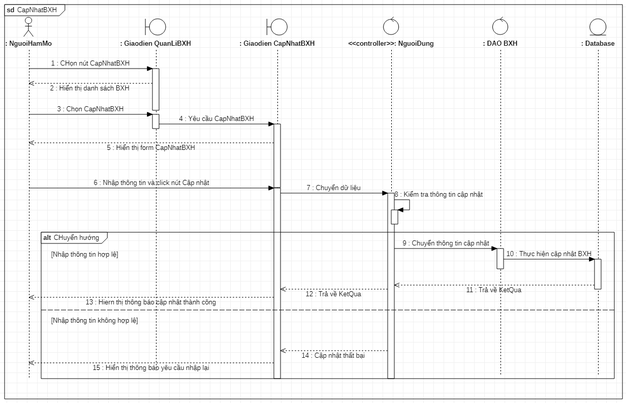 sd CapNhatBXH
: NguoiHamMo
: Giaodien QuanLiBXH
: Giaodien CapNhatBXH
<<controller>>: NguoiDung
: DAO BXH
: Database
1 : CHọn nút CapNhatBXH
2 : Hiển thị danh sách BXH
3 : Chọn CapNhatBXH
4 : Yêu cầu CapNhatBXH
5 : Hiển thị form CapNhatBXH
6 : Nhập thông tin và click nút Cập nhật
7 : Chuyển dữ liệu
8 : Kiểm tra thông tin cập nhật
alt CHuyển hướng
[Nhập thông tin hợp lệ]
9 : Chuyển thông tin cập nhật
10 : Thực hiện cập nhật BXH
11 : Trả về KetQua
12 : Trả về KetQua
13 : Hiern thị thông báo cập nhật thành công
[Nhập thông tin không hợp lệ]
14 : Cập nhật thất bại
15 : Hiển thị thông báo yêu cầu nhập lại